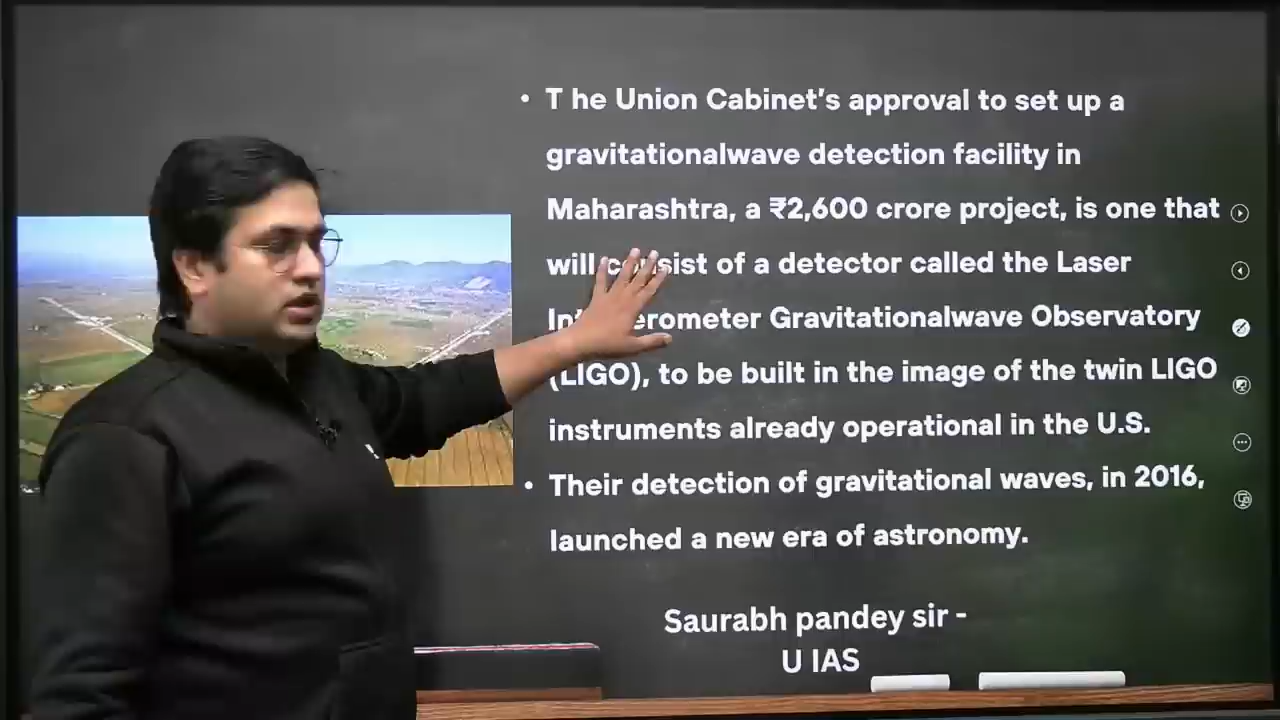 • T he Union Cabinet's approval to set up a
gravitationalwave detection facility in
Maharashtra, a ₹2,600 crore project, is one that
will consist of a detector called the Laser
Int erometer Gravitationalwave Observatory
(LIGO), to be built in the image of the twin LIGO
instruments already operational in the U.S.
• Their detection of gravitational waves, in 2016,
launched a new era of astronomy.
Saurabh pandey sir -
U IAS